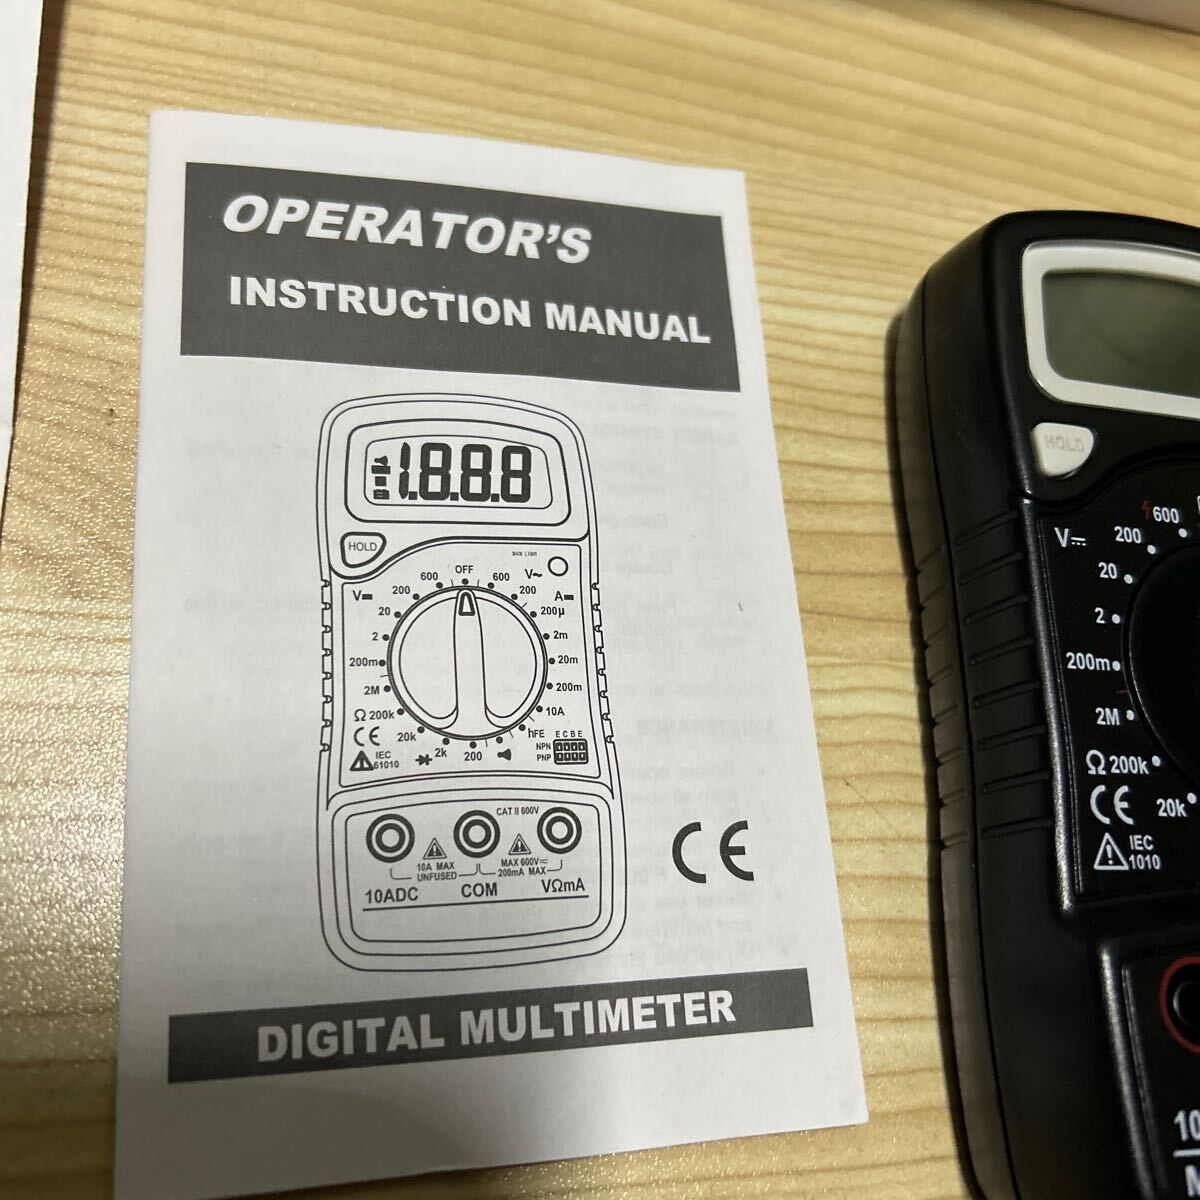 OPERATOR'S
INSTRUCTION MANUAL
1.8.8.8
HOLD
BACK LIGHT
OFF
600
600
V~
V⎓
200
200
A⎓
20
200µ
2
2m
200m
20m
2M
200m
Ω 200k
10A
CE
20k
2k
200
hFE
E C B E
NPN
PNP
IEC
61010
CAT II 600V
10A MAX
UNFUSED
MAX 600V
200mA MAX
10ADC
COM
VΩmA
CE
DIGITAL MULTIMETER
HOLD
600
V⎓
200
20
2
200m
2M
Ω 200k
20k
CE
IEC
1010
10